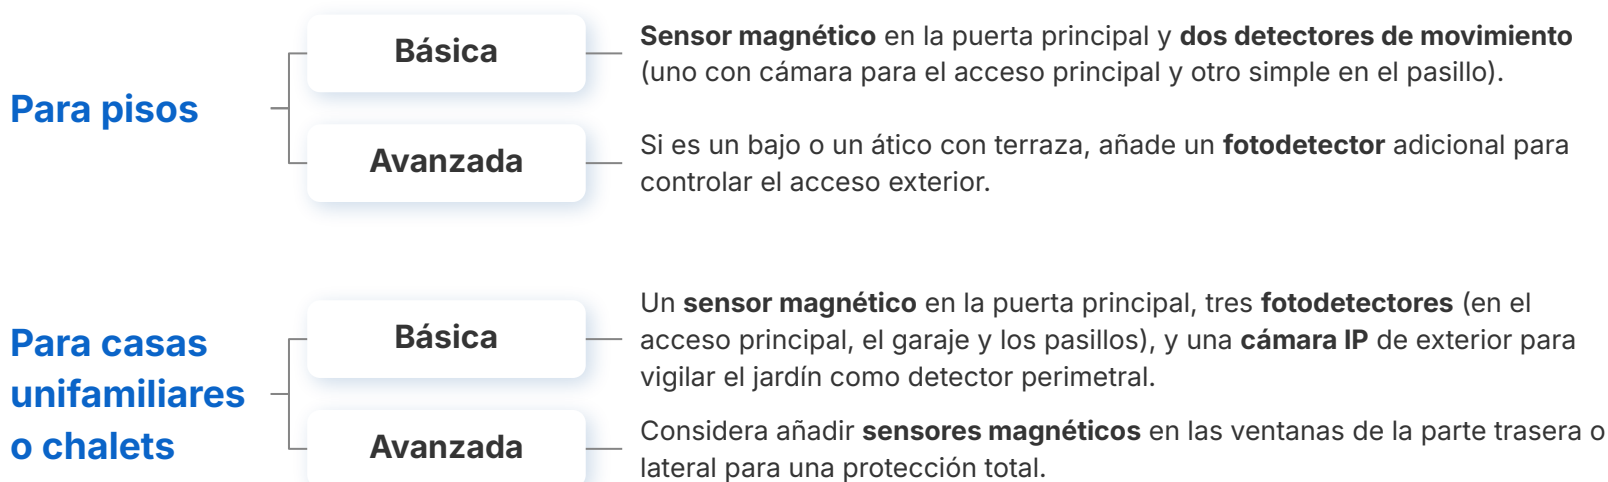 Para pisos
Básica
Sensor magnético en la puerta principal y dos detectores de movimiento
(uno con cámara para el acceso principal y otro simple en el pasillo).
Avanzada
Si es un bajo o un ático con terraza, añade un fotodetector adicional para
controlar el acceso exterior.
Para casas
unifamiliares
o chalets
Básica
Un sensor magnético en la puerta principal, tres fotodetectores (en el
acceso principal, el garaje y los pasillos), y una cámara IP de exterior para
vigilar el jardín como detector perimetral.
Avanzada
Considera añadir sensores magnéticos en las ventanas de la parte trasera o
lateral para una protección total.